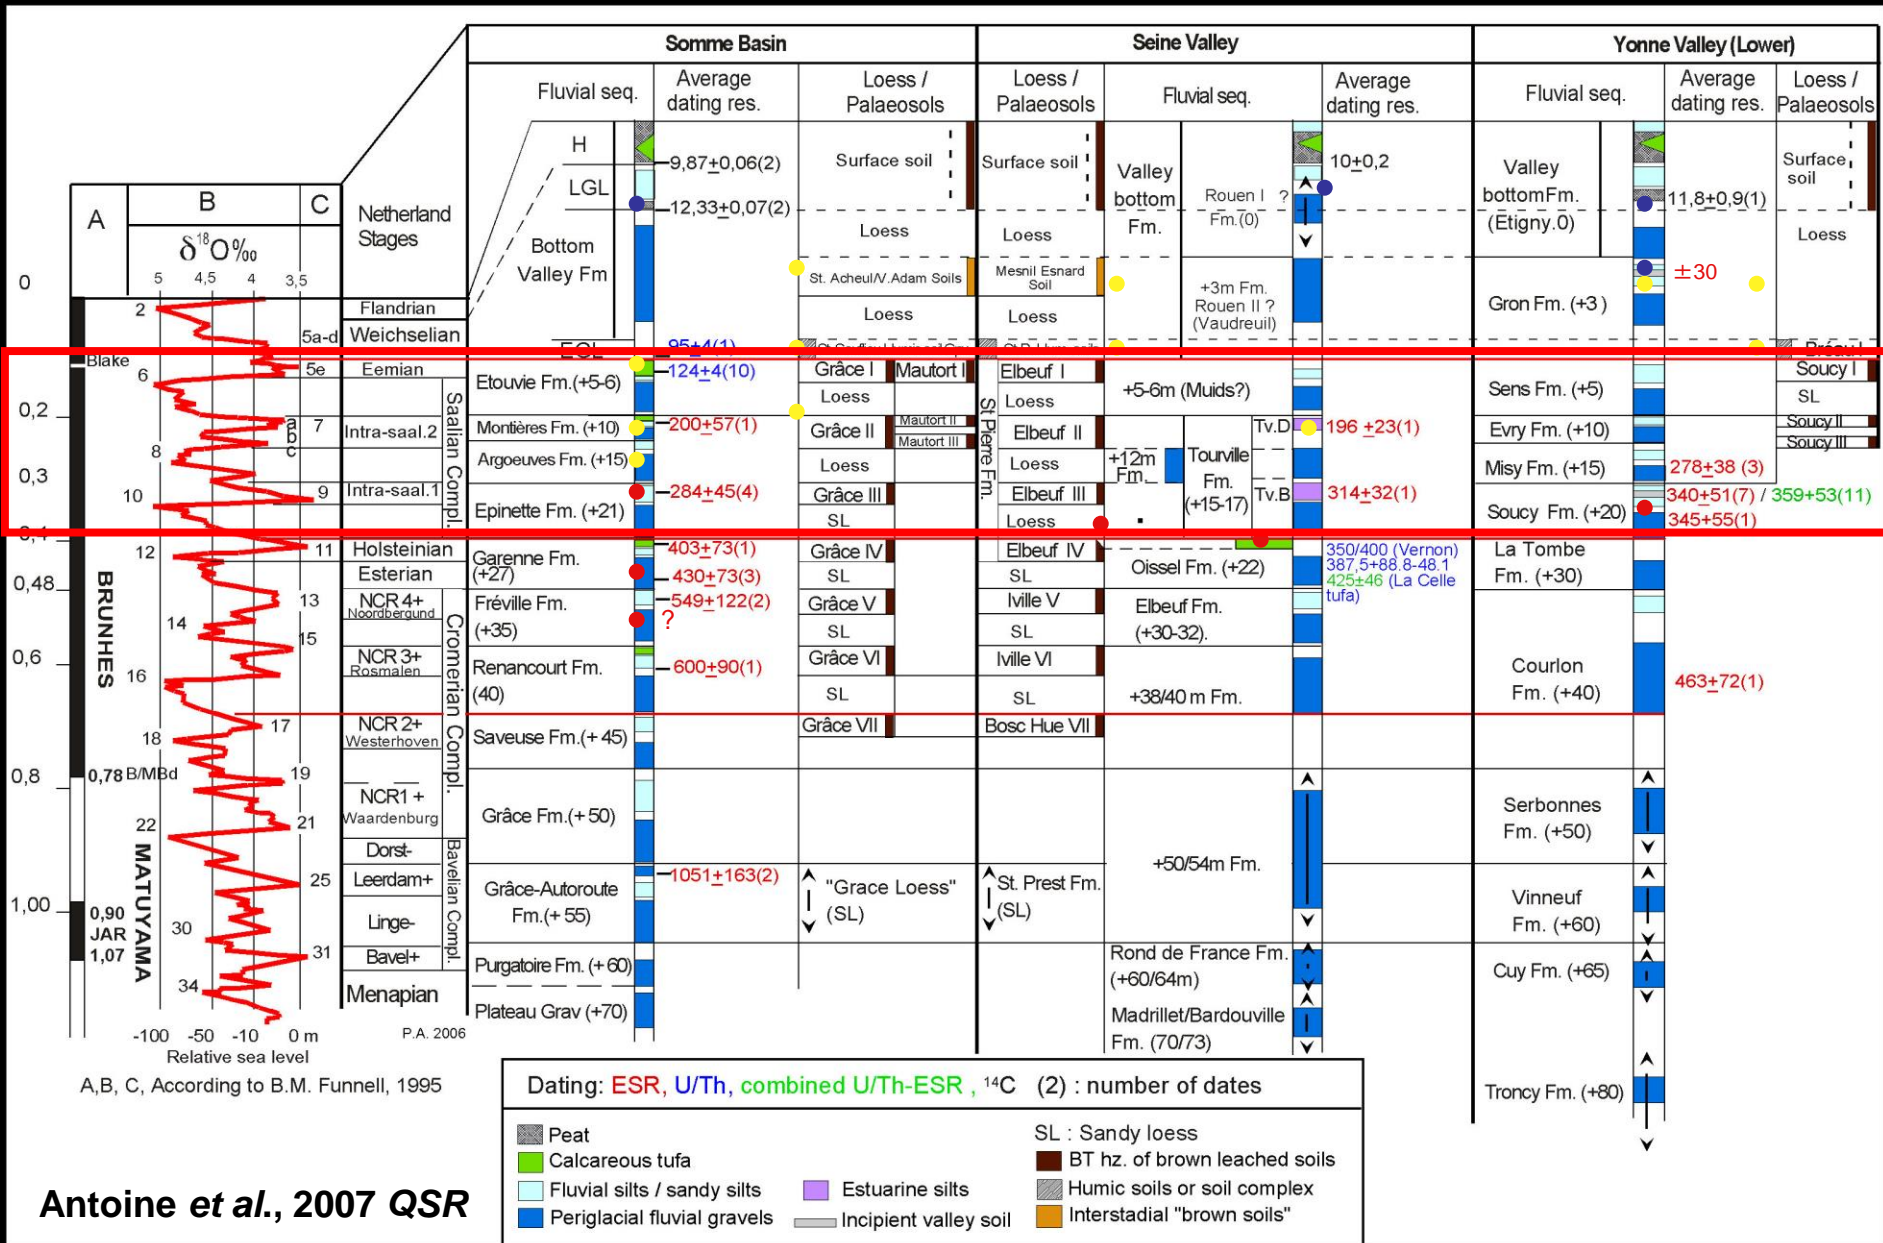 Somme Basin
Seine Valley
Yonne Valley (Lower)
Fluvial seq.
Average
dating res.
Loess /
Palaeosols
Loess /
Palaeosols
Fluvial seq.
Average
dating res.
Fluvial seq.
Average
dating res.
Loess /
Palaeosols
A
B
C
δ18O‰
5 4,5 4 3,5
Netherland
Stages
0
0,2
0,3
0,4
0,48
0,6
0,8
1,00
Blake
BRUNHES
0,78 B/MBd
MATUYAMA
0,90
JAR
1,07
2
5a-d
5e
6
7
a
b
c
8
9
10
11
12
13
14
15
16
17
18
19
21
22
25
30
31
34
-100 -50 -10 0 m
Relative sea level
P.A. 2006
A,B, C, According to B.M. Funnell, 1995
Flandrian
Weichselian
Eemian
Intra-saal.2
Intra-saal.1
Saalian Compl.
Holsteinian
Esterian
NCR 4+
Noordbergund
NCR 3+
Rosmalen
NCR 2+
Westerhoven
NCR1 +
Waardenburg
Cromerian Compl.
Dorst-
Leerdam+
Linge-
Bavel+
Bavelian Compl.
Menapian
H
LGL
Bottom
Valley Fm
EGL
Etouvie Fm.(+5-6)
Montières Fm. (+10)
Argoeuves Fm. (+15)
Epinette Fm. (+21)
Garenne Fm.
(+27)
Fréville Fm.
(+35)
Renancourt Fm.
(40)
Saveuse Fm.(+ 45)
Grâce Fm.(+ 50)
Grâce-Autoroute
Fm.(+ 55)
Purgatoire Fm. (+ 60)
Plateau Grav (+70)
9,87±0,06(2)
12,33±0,07(2)
95±4(1)
124±4(10)
200±57(1)
284±45(4)
403±73(1)
430±73(3)
549±122(2)
?
600±90(1)
1051±163(2)
Surface soil
Loess
St. Acheul/V.Adam Soils
Loess
Grâce I
Mautort I
Loess
Grâce II
Mautort II
Mautort III
Loess
Grâce III
SL
Grâce IV
SL
Grâce V
SL
Grâce VI
SL
Grâce VII
"Grace Loess"
(SL)
Surface soil
Loess
Mesnil Esnard
Soil
Loess
Elbeuf I
Loess
St Pierre Fm.
Elbeuf II
Loess
Elbeuf III
Loess
Elbeuf IV
SL
Iville V
SL
Iville VI
SL
Bosc Hue VII
St. Prest Fm.
(SL)
Valley
bottom
Fm.
Rouen I ?
Fm.(0)
+3m Fm.
Rouen II ?
(Vaudreuil)
+5-6m (Muids?)
+12m
Fm.
Tourville
Fm.
(+15-17)
Tv.D
Tv.B
Oissel Fm. (+22)
Elbeuf Fm.
(+30-32).
+38/40 m Fm.
+50/54m Fm.
Rond de France Fm.
(+60/64m)
Madrillet/Bardouville
Fm. (70/73)
10±0,2
196 ±23(1)
314±32(1)
350/400 (Vernon)
387,5+88.8-48.1
425±46 (La Celle
tufa)
Valley
bottomFm.
(Etigny.0)
Gron Fm. (+3 )
Sens Fm. (+5)
Evry Fm. (+10)
Misy Fm. (+15)
Soucy Fm. (+20)
La Tombe
Fm. (+30)
Courlon
Fm. (+40)
Serbonnes
Fm. (+50)
Vinneuf
Fm. (+60)
Cuy Fm. (+65)
Troncy Fm. (+80)
11,8±0,9(1)
±30
278±38 (3)
340±51(7) / 359±53(11)
345±55(1)
463±72(1)
Surface
soil
Loess
Soucy I
SL
Soucy II
Soucy III
Dating: ESR, U/Th, combined U/Th-ESR , 14C (2) : number of dates
Peat
Calcareous tufa
Fluvial silts / sandy silts
Periglacial fluvial gravels
Estuarine silts
Incipient valley soil
SL : Sandy loess
BT hz. of brown leached soils
Humic soils or soil complex
Interstadial "brown soils"
Antoine et al., 2007 QSR